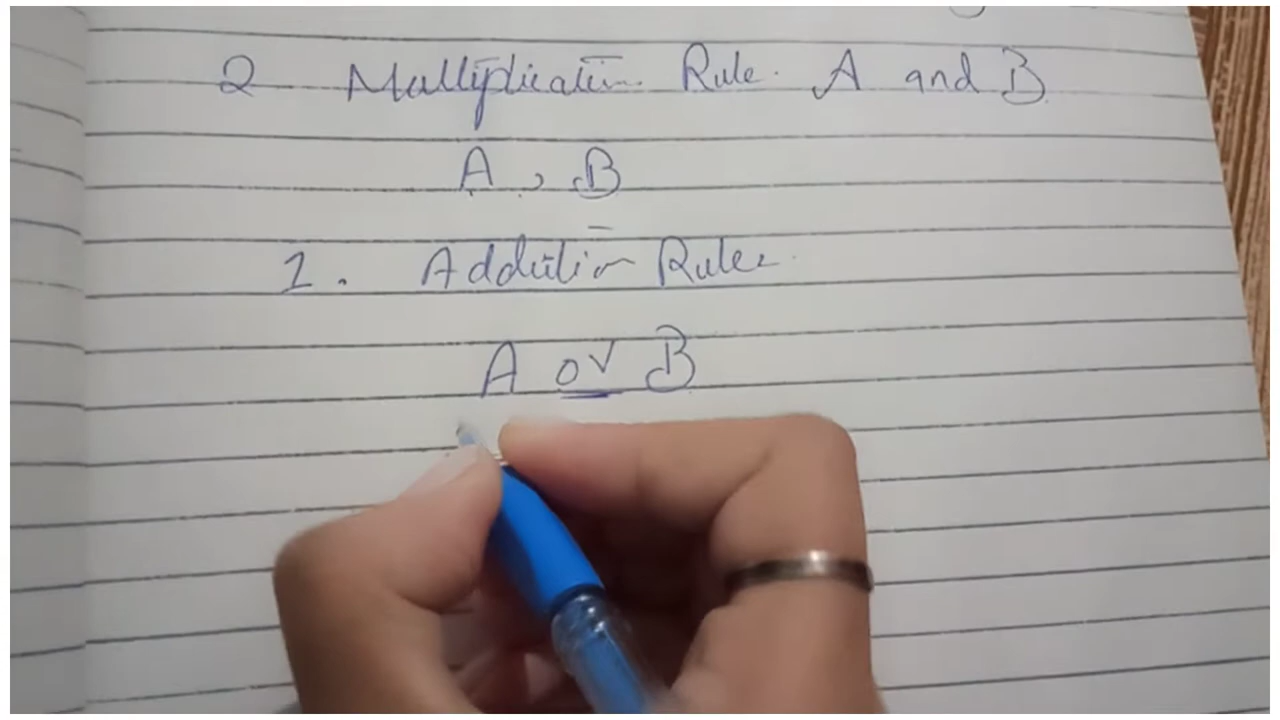 2 Multiplication Rule. A and B
A, B
1. Addition Rule.
A or B